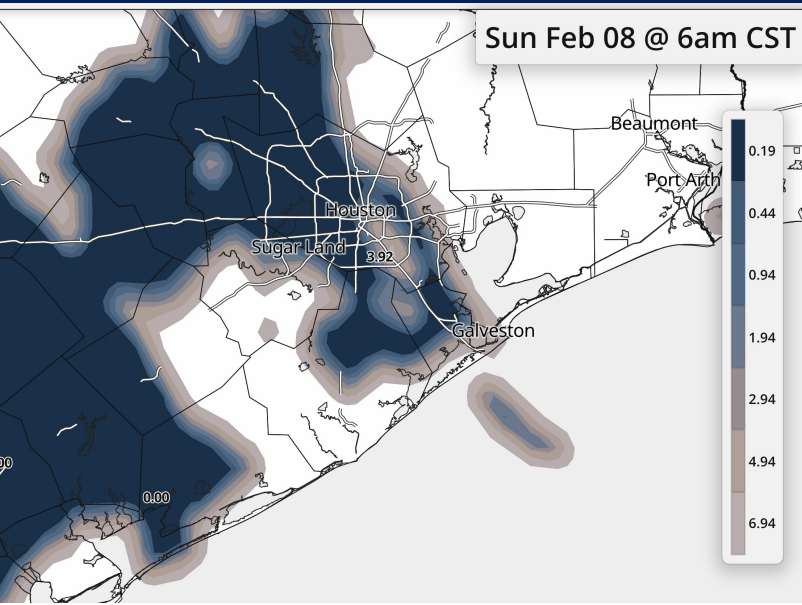 Sun Feb 08 @ 6am CST
Beaumont
0.19
Port Arth
Houston
0.44
Sugar Land
3.92
0.94
Galveston
1.94
2.94
00
4.94
0.00
6.94